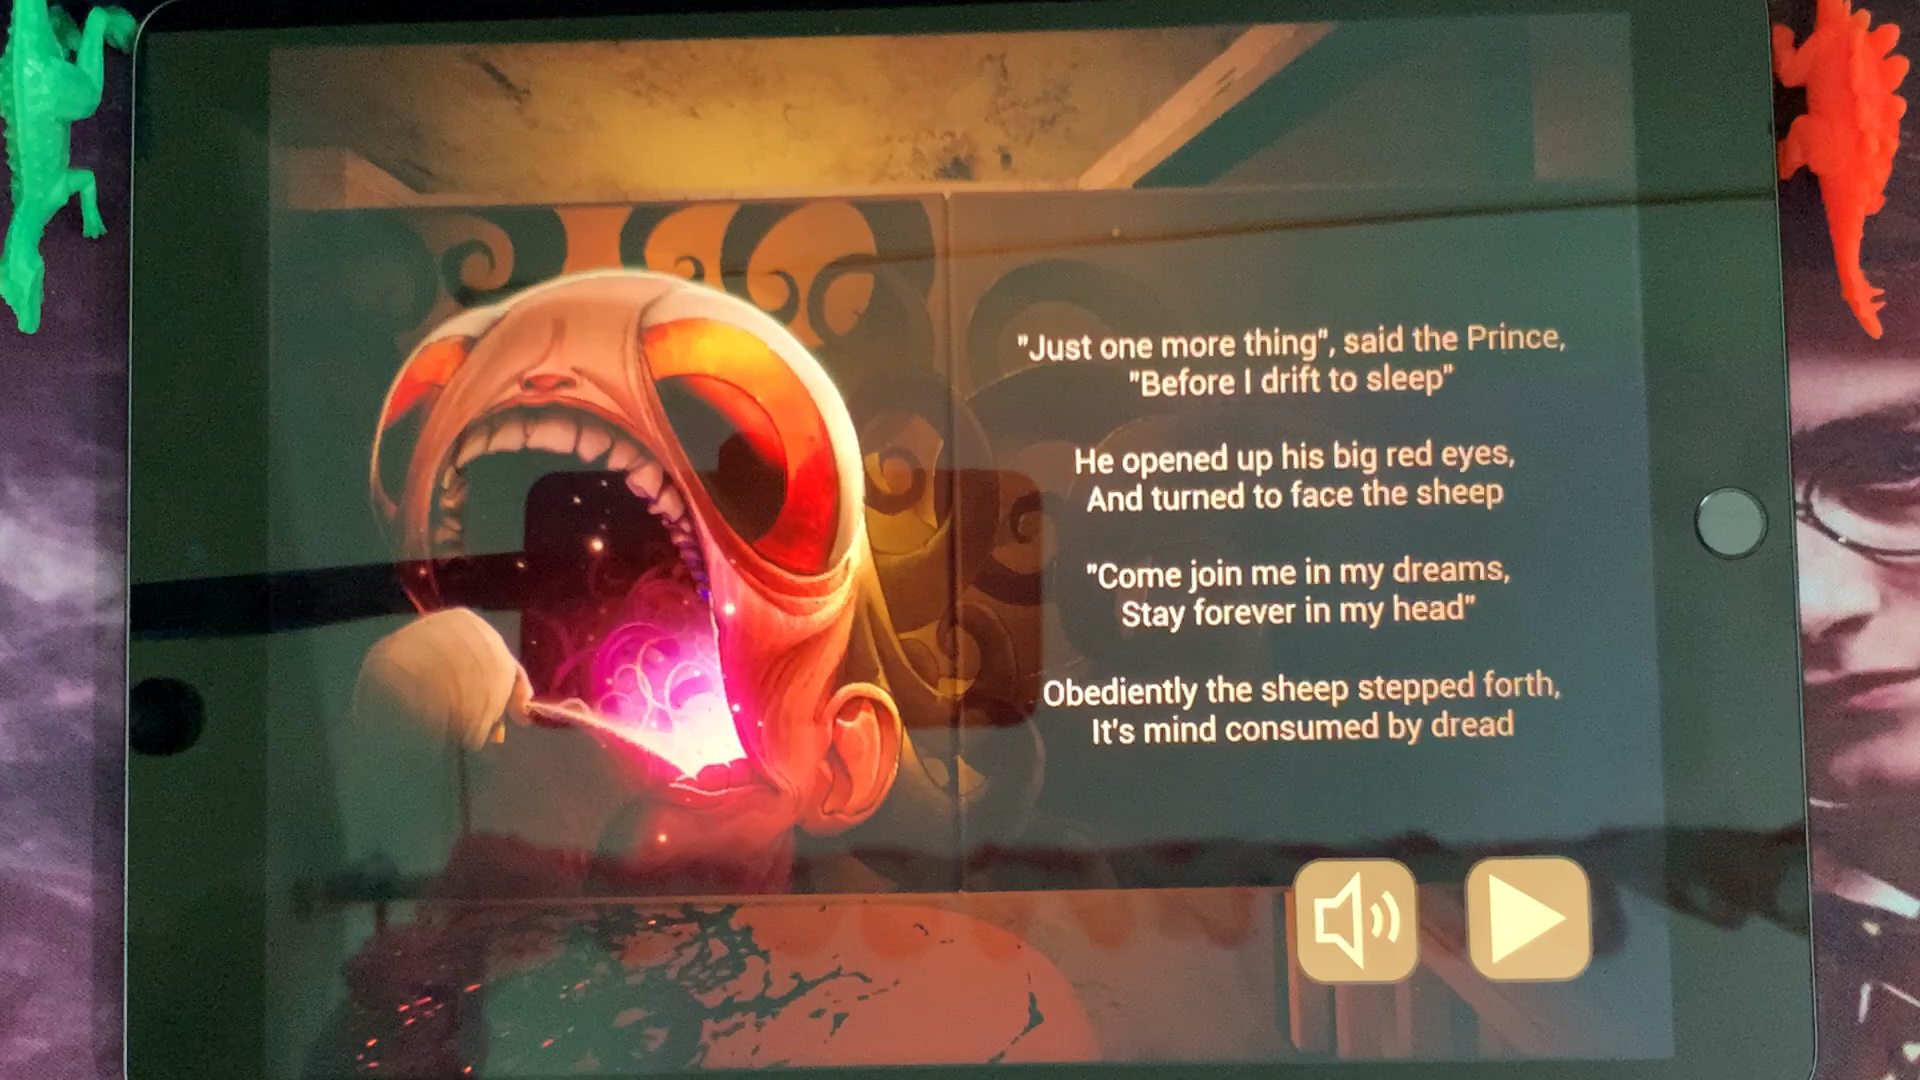 "Just one more thing", said the Prince,
"Before I drift to sleep"
He opened up his big red eyes,
And turned to face the sheep
"Come join me in my dreams,
Stay forever in my head"
Obediently the sheep stepped forth,
It's mind consumed by dread